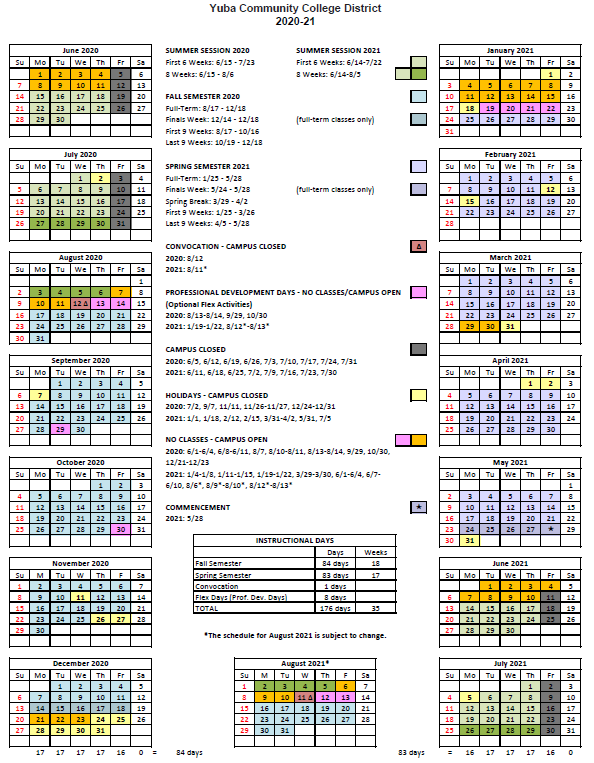 Yuba Community College District
2020-21
June 2020
Su Mo Tu We Th Fr Sa
1 2 3 4 5 6
7 8 9 10 11 12 13
14 15 16 17 18 19 20
21 22 23 24 25 26 27
28 29 30
July 2020
Su Mo Tu We Th Fr Sa
1 2 3 4
5 6 7 8 9 10 11
12 13 14 15 16 17 18
19 20 21 22 23 24 25
26 27 28 29 30 31
August 2020
Su Mo Tu We Th Fr Sa
1
2 3 4 5 6 7 8
9 10 11 12 Δ 13 14 15
16 17 18 19 20 21 22
23 24 25 26 27 28 29
30 31
September 2020
Su Mo Tu We Th Fr Sa
1 2 3 4 5
6 7 8 9 10 11 12
13 14 15 16 17 18 19
20 21 22 23 24 25 26
27 28 29 30
October 2020
Su Mo Tu We Th Fr Sa
1 2 3
4 5 6 7 8 9 10
11 12 13 14 15 16 17
18 19 20 21 22 23 24
25 26 27 28 29 30 31
November 2020
Su M Tu W Th F Sa
1 2 3 4 5 6 7
8 9 10 11 12 13 14
15 16 17 18 19 20 21
22 23 24 25 26 27 28
29 30
December 2020
Su M Tu W Th F Sa
1 2 3 4 5
6 7 8 9 10 11 12
13 14 15 16 17 18 19
20 21 22 23 24 25 26
27 28 29 30 31
17 17 17 17 16 0 = 84 days
SUMMER SESSION 2020 SUMMER SESSION 2021
First 6 Weeks: 6/15 - 7/23 First 6 Weeks: 6/14-7/22
8 Weeks: 6/15 - 8/6 8 Weeks: 6/14-8/5
FALL SEMESTER 2020
Full-Term: 8/17 - 12/18
Finals Week: 12/14 - 12/18 (full-term classes only)
First 9 Weeks: 8/17 - 10/16
Last 9 Weeks: 10/19 - 12/18
SPRING SEMESTER 2021
Full-Term: 1/25 - 5/28
Finals Week: 5/24 - 5/28 (full-term classes only)
Spring Break: 3/29 - 4/2
First 9 Weeks: 1/25 - 3/26
Last 9 Weeks: 4/5 - 5/28
CONVOCATION - CAMPUS CLOSED Δ
2020: 8/12
2021: 8/11*
PROFESSIONAL DEVELOPMENT DAYS - NO CLASSES/CAMPUS OPEN
(Optional Flex Activities)
2020: 8/13-8/14, 9/29, 10/30
2021: 1/19-1/22, 8/12*-8/13*
CAMPUS CLOSED
2020: 6/5, 6/12, 6/19, 6/26, 7/3, 7/10, 7/17, 7/24, 7/31
2021: 6/11, 6/18, 6/25, 7/2, 7/9, 7/16, 7/23, 7/30
HOLIDAYS - CAMPUS CLOSED
2020: 7/2, 9/7, 11/11, 11/26-11/27, 12/24-12/31
2021: 1/1, 1/18, 2/12, 2/15, 3/31-4/2, 5/31, 7/5
NO CLASSES - CAMPUS OPEN
2020: 6/1-6/4, 6/8-6/11, 8/7, 8/10-8/11, 8/13-8/14, 9/29, 10/30,
12/21-12/23
2021: 1/4-1/8, 1/11-1/15, 1/19-1/22, 3/29-3/30, 6/1-6/4, 6/7-
6/10, 8/6*, 8/9*-8/10*, 8/12*-8/13*
COMMENCEMENT ★
2021: 5/28
INSTRUCTIONAL DAYS
Days Weeks
Fall Semester 84 days 18
Spring Semester 83 days 17
Convocation 1 days
Flex Days (Prof. Dev. Days) 8 days
TOTAL 176 days 35
*The schedule for August 2021 is subject to change.
August 2021*
Su M Tu W Th F Sa
1 2 3 4 5 6 7
8 9 10 11 Δ 12 13 14
15 16 17 18 19 20 21
22 23 24 25 26 27 28
29 30 31
January 2021
Su Mo Tu We Th Fr Sa
1 2
3 4 5 6 7 8 9
10 11 12 13 14 15 16
17 18 19 20 21 22 23
24 25 26 27 28 29 30
31
February 2021
Su Mo Tu We Th Fr Sa
1 2 3 4 5 6
7 8 9 10 11 12 13
14 15 16 17 18 19 20
21 22 23 24 25 26 27
28
March 2021
Su Mo Tu We Th Fr Sa
1 2 3 4 5 6
7 8 9 10 11 12 13
14 15 16 17 18 19 20
21 22 23 24 25 26 27
28 29 30 31
April 2021
Su Mo Tu We Th Fr Sa
1 2 3
4 5 6 7 8 9 10
11 12 13 14 15 16 17
18 19 20 21 22 23 24
25 26 27 28 29 30
May 2021
Su Mo Tu We Th Fr Sa
1
2 3 4 5 6 7 8
9 10 11 12 13 14 15
16 17 18 19 20 21 22
23 24 25 26 27 ★ 29
30 31
June 2021
Su Mo Tu We Th Fr Sa
1 2 3 4 5
6 7 8 9 10 11 12
13 14 15 16 17 18 19
20 21 22 23 24 25 26
27 28 29 30
July 2021
Su Mo Tu We Th Fr Sa
1 2 3
4 5 6 7 8 9 10
11 12 13 14 15 16 17
18 19 20 21 22 23 24
25 26 27 28 29 30 31
83 days = 16 17 17 17 16 0